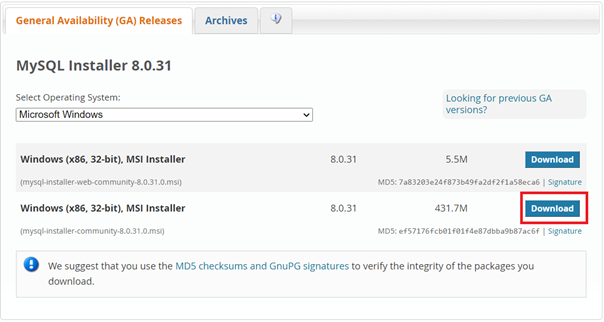 General Availability (GA) Releases
Archives
MySQL Installer 8.0.31
Select Operating System:
Microsoft Windows
Looking for previous GA
versions?
Windows (x86, 32-bit), MSI Installer 8.0.31 5.5M Download
(mysql-installer-web-community-8.0.31.0.msi) MD5: 7a83203e24f873b49fa2df2f1a58eca6 | Signature
Windows (x86, 32-bit), MSI Installer 8.0.31 431.7M Download
(mysql-installer-community-8.0.31.0.msi) MD5: ef57176fcb01f01f4e87dbba9b87ac6f | Signature
We suggest that you use the MD5 checksums and GnuPG signatures to verify the integrity of the packages you
download.